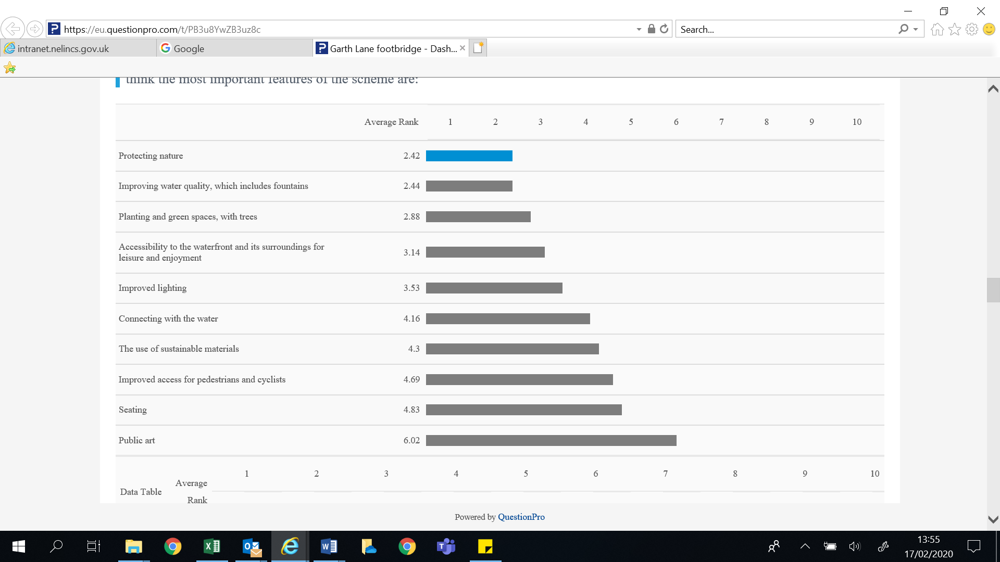 https://eu.questionpro.com/t/PB3u8YwZB3uz8c
Search...
intranet.nelincs.gov.uk
Google
Garth Lane footbridge - Dash...
think the most important features of the scheme are:
Average Rank 1 2 3 4 5 6 7 8 9 10
Protecting nature 2.42
Improving water quality, which includes fountains 2.44
Planting and green spaces, with trees 2.88
Accessibility to the waterfront and its surroundings for
leisure and enjoyment 3.14
Improved lighting 3.53
Connecting with the water 4.16
The use of sustainable materials 4.3
Improved access for pedestrians and cyclists 4.69
Seating 4.83
Public art 6.02
1 2 3 4 5 6 7 8 9 10
Data Table Average
Rank
Powered by QuestionPro
13:55
17/02/2020